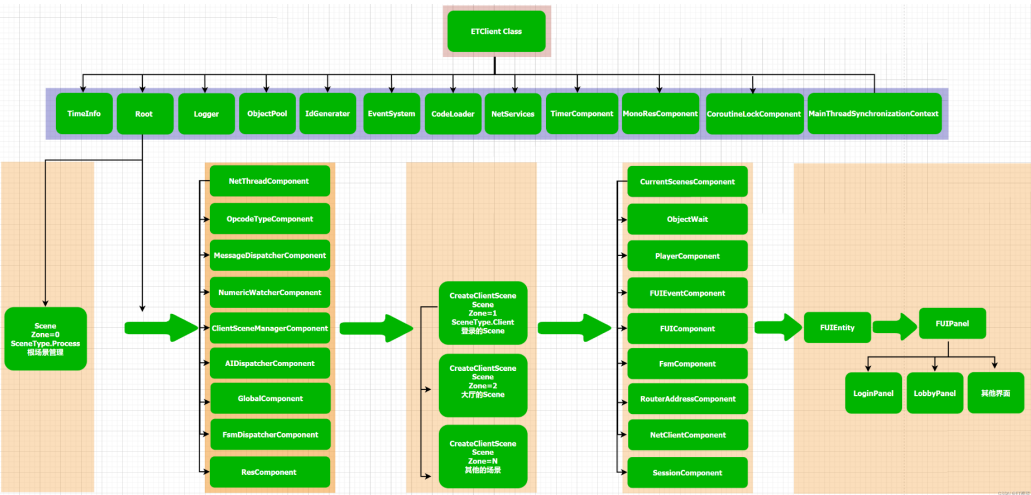 ETClient Class
TimeInfo
Root
Logger
ObjectPool
IdGenerater
EventSystem
CodeLoader
NetServices
TimerComponent
MonoResComponent
CoroutineLockComponent
MainThreadSynchronizationContext
Scene
Zone=0
SceneType.Process
根场景管理
NetThreadComponent
OpcodeTypeComponent
MessageDispatcherComponent
NumericWatcherComponent
ClientSceneManagerComponent
AIDispatcherComponent
GlobalComponent
FsmDispatcherComponent
ResComponent
CreateClientScene
Scene
Zone=1
SceneType.Client
登录的Scene
CreateClientScene
Scene
Zone=2
大厅的Scene
CreateClientScene
Scene
Zone=N
其他的场景
CurrentScenesComponent
ObjectWait
PlayerComponent
FUIEventComponent
FUIComponent
FsmComponent
RouterAddressComponent
NetClientComponent
SessionComponent
FUIEntity
FUIPanel
LoginPanel
LobbyPanel
其他界面